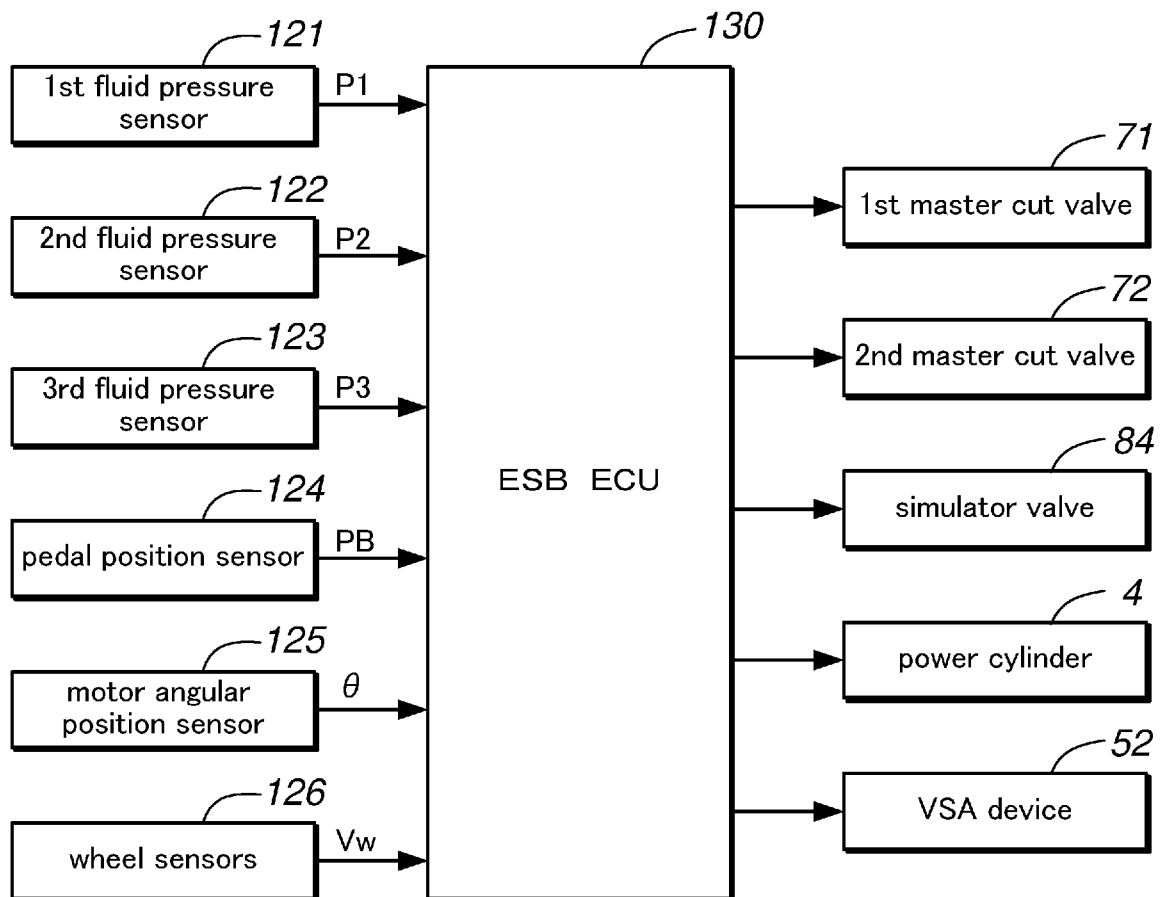 121
1st fluid pressure
sensor
P1
122
2nd fluid pressure
sensor
P2
123
3rd fluid pressure
sensor
P3
124
pedal position sensor
PB
125
motor angular
position sensor
θ
126
wheel sensors
Vw
130
ESB ECU
71
1st master cut valve
72
2nd master cut valve
84
simulator valve
4
power cylinder
52
VSA device